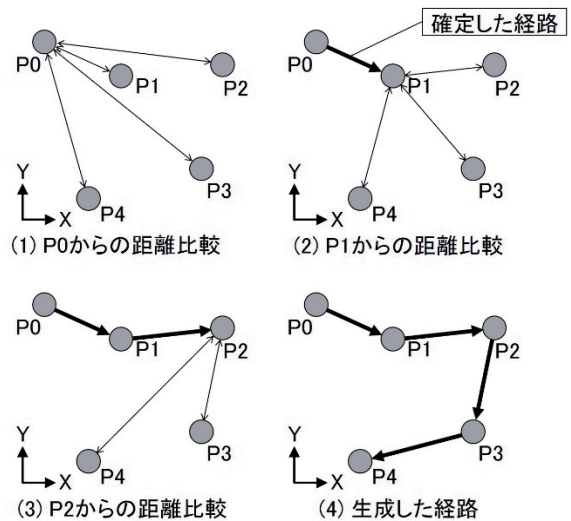 P0
P1
P2
P3
P4
Y
X
(1) P0からの距離比較
確定した経路
P0
P1
P2
P3
P4
Y
X
(2) P1からの距離比較
P0
P1
P2
P3
P4
Y
X
(3) P2からの距離比較
P0
P1
P2
P3
P4
Y
X
(4) 生成した経路